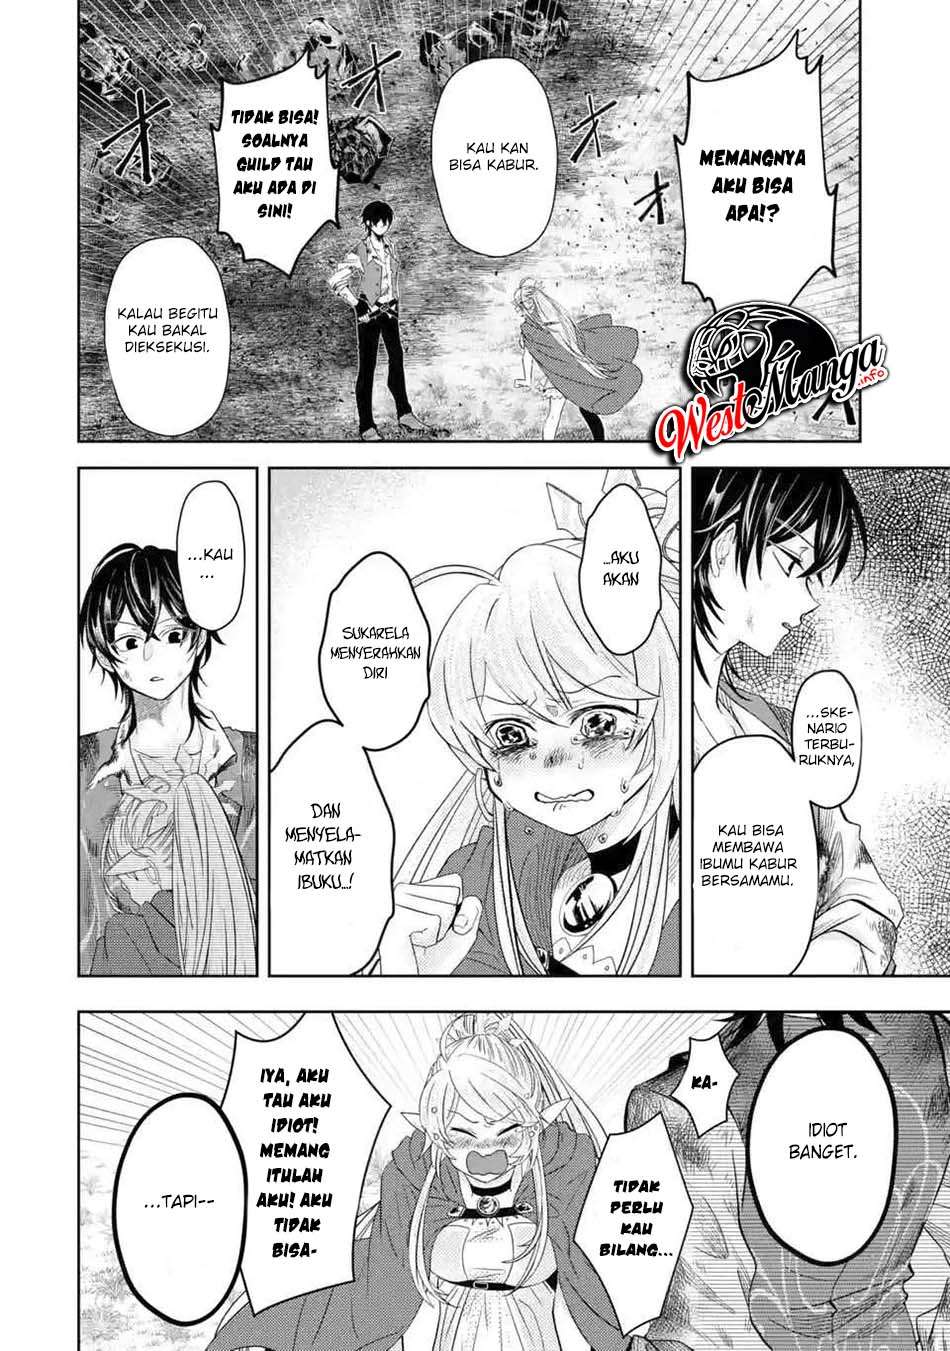 MEMANGNYA
AKU BISA
APA!?
KAU KAN
BISA KABUR.
TIDAK BISA!
SOALNYA
GUILD TAU
AKU ADA DI
SINI!
KALAU BEGITU
KAU BAKAL
DIEKSEKUSI.
WestManga
.info
...SKE-
NARIO
TERBU-
RUKNYA,
KAU BISA
MEMBAWA
IBUMU KABUR
BERSAMAMU.
...AKU
AKAN
SUKARELA
MENYERAHKAN
DIRI
DAN
MENYELA-
MATKAN
IBUKU...!
...KAU
...
IDIOT
BANGET.
KA-
TIDAK
PERLU
KAU
BILANG...
IYA, AKU
TAU AKU
IDIOT!
MEMANG
ITULAH
AKU! AKU
TIDAK
BISA-
...TAPI--